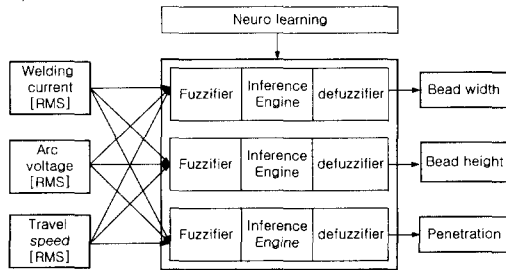 Neuro learning
Welding
current
[RMS]
Fuzzifier
Inference
Engine
defuzzifier
Bead width
Arc
voltage
[RMS]
Fuzzifier
Inference
Engine
defuzzifier
Bead height
Travel
speed
[RMS]
Fuzzifier
Inference
Engine
defuzzifier
Penetration